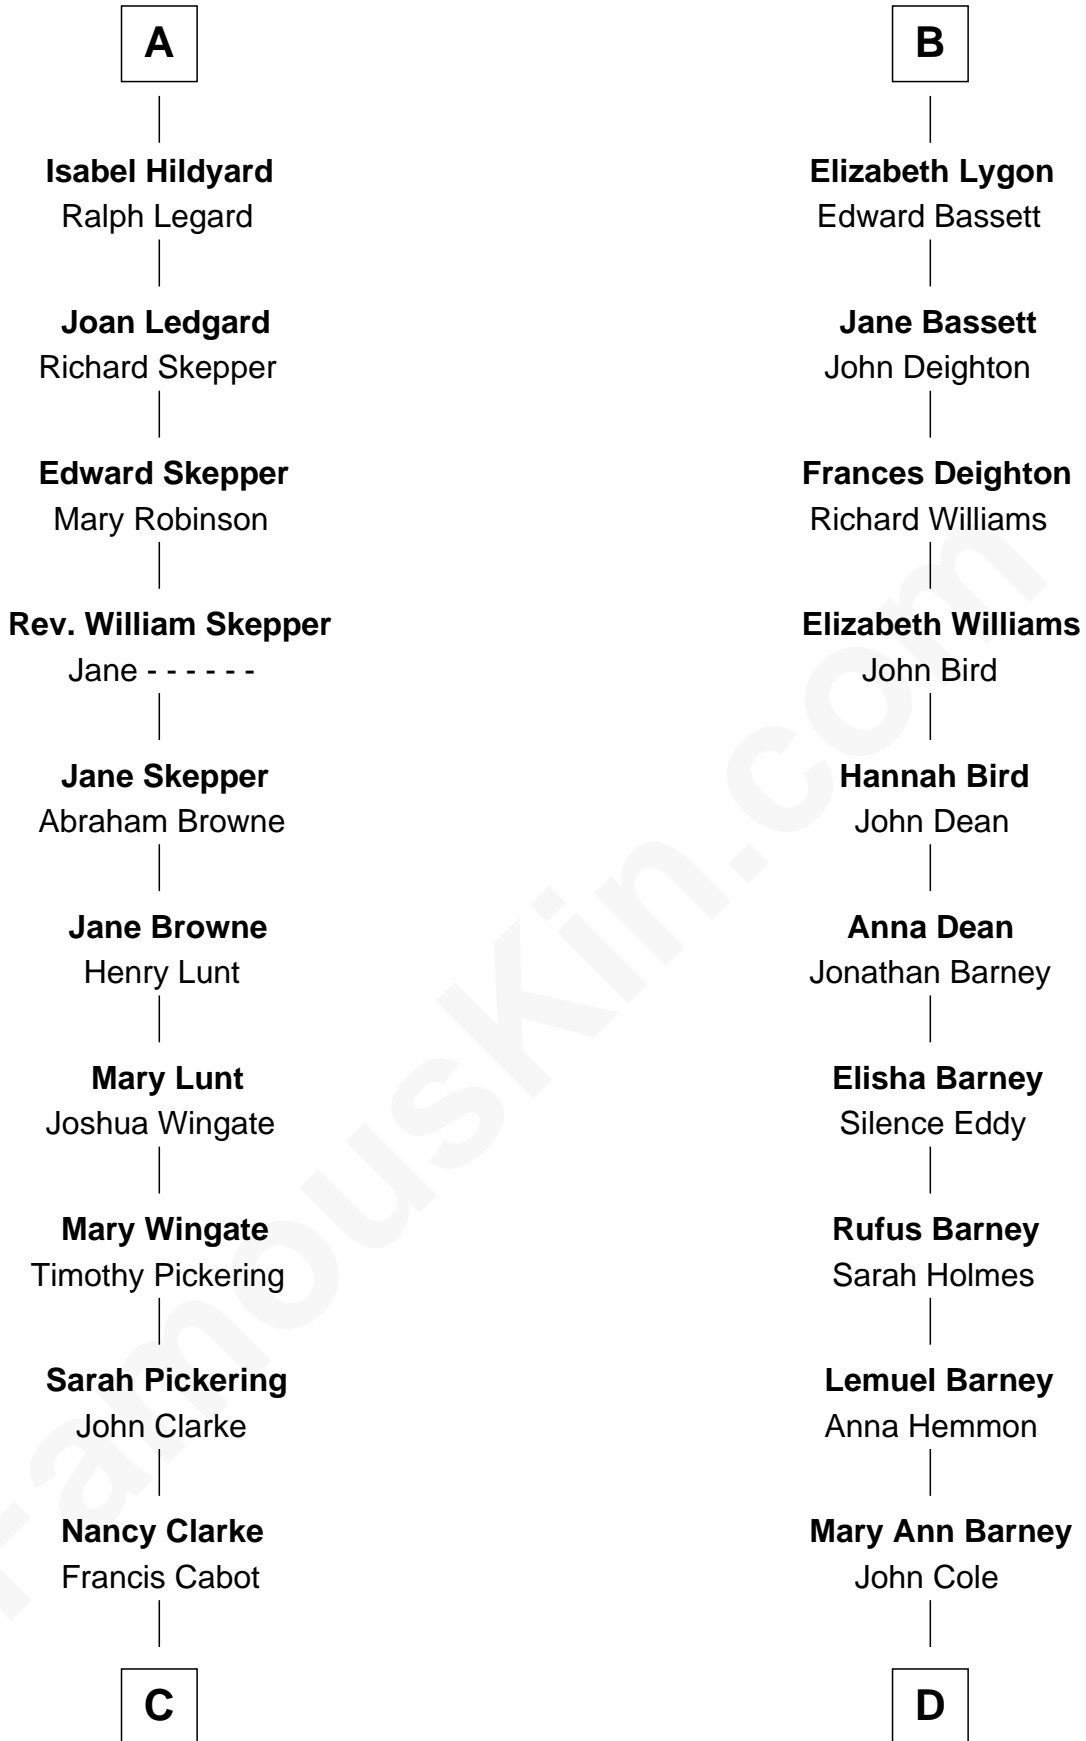 A
Isabel Hildyard
Ralph Legard
Joan Ledgard
Richard Skepper
Edward Skepper
Mary Robinson
Rev. William Skepper
Jane - - - - - -
Jane Skepper
Abraham Browne
Jane Browne
Henry Lunt
Mary Lunt
Joshua Wingate
Mary Wingate
Timothy Pickering
Sarah Pickering
John Clarke
Nancy Clarke
Francis Cabot
C
B
Elizabeth Lygon
Edward Bassett
Jane Bassett
John Deighton
Frances Deighton
Richard Williams
Elizabeth Williams
John Bird
Hannah Bird
John Dean
Anna Dean
Jonathan Barney
Elisha Barney
Silence Eddy
Rufus Barney
Sarah Holmes
Lemuel Barney
Anna Hemmon
Mary Ann Barney
John Cole
D
FamousKin.com